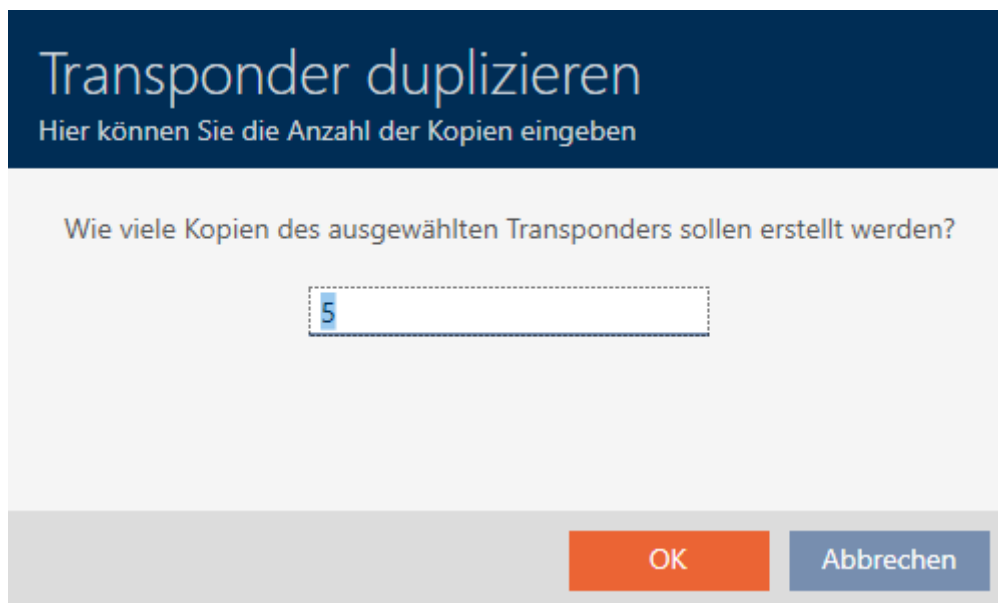 Transponder duplizieren
Hier können Sie die Anzahl der Kopien eingeben
Wie viele Kopien des ausgewählten Transponders sollen erstellt werden?
5
OK
Abbrechen